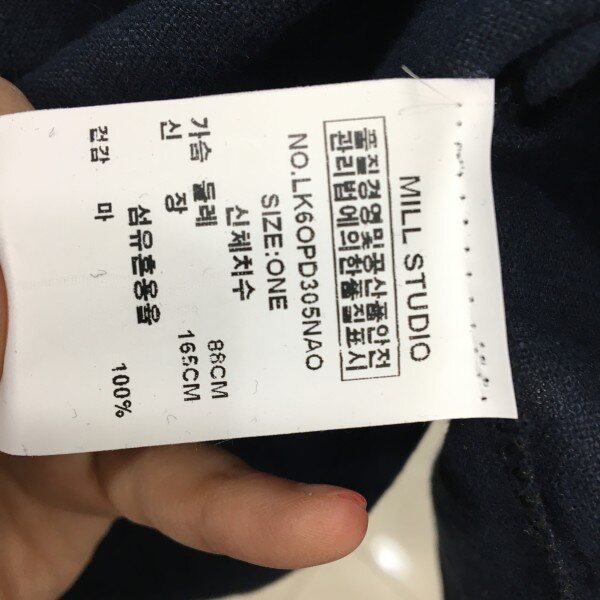 MILL STUDIO
품질경영및공산품안전
관리법에의한품질표시
NO.LK6OPD305NAO
SIZE:ONE
신체치수
가슴 둘레 88CM
신 장 165CM
섬유혼용율
겉감 마 100%